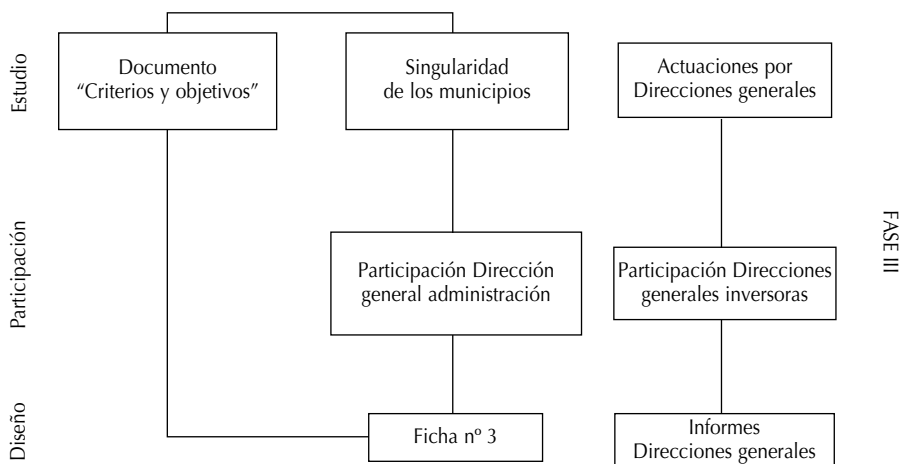 Estudio
Documento
“Criterios y objetivos”
Singularidad
de los municipios
Actuaciones por
Direcciones generales
Participación
Participación Dirección
general administración
Participación Direcciones
generales inversoras
FASE III
Diseño
Ficha nº 3
Informes
Direcciones generales